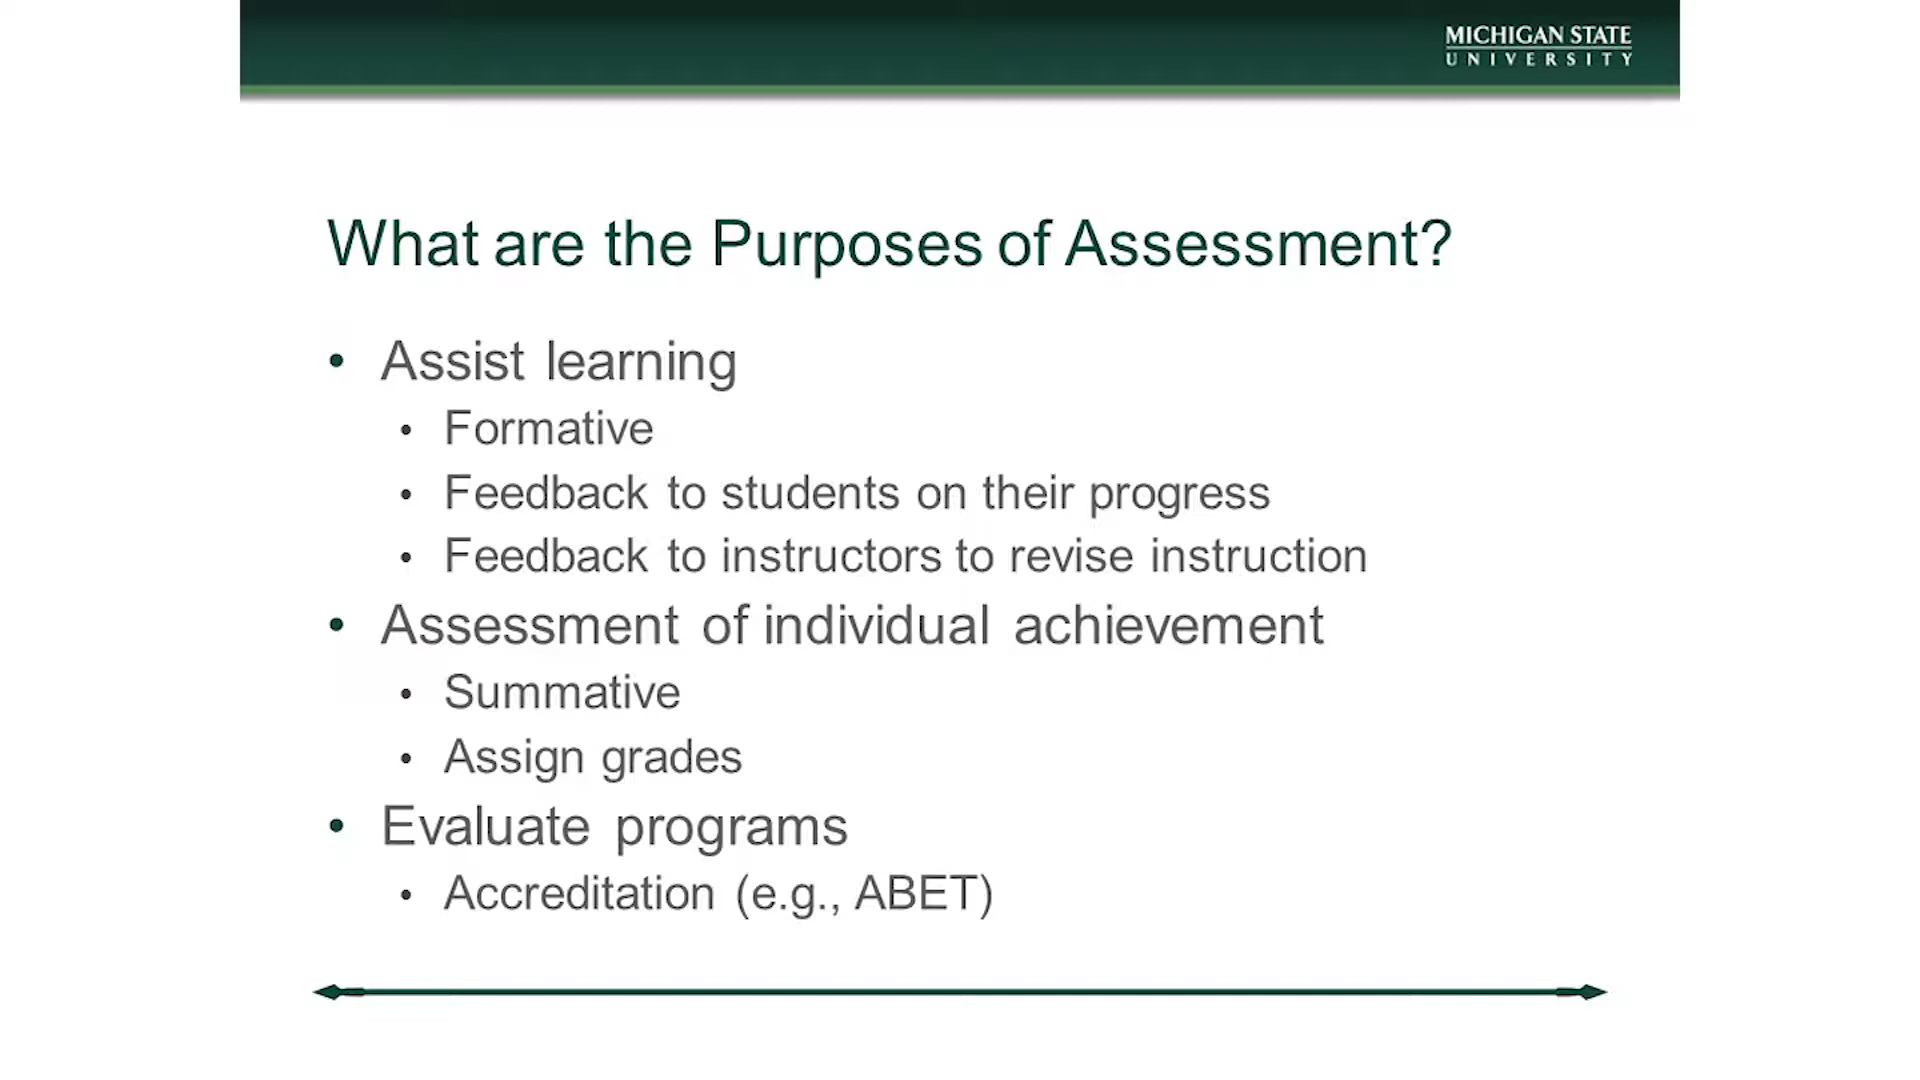 MICHIGAN STATE
UNIVERSITY
What are the Purposes of Assessment?
• Assist learning
• Formative
• Feedback to students on their progress
• Feedback to instructors to revise instruction
• Assessment of individual achievement
• Summative
• Assign grades
• Evaluate programs
• Accreditation (e.g., ABET)